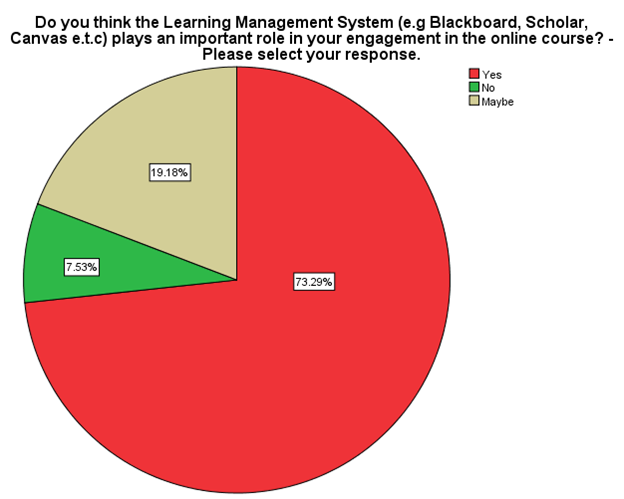 Do you think the Learning Management System (e.g Blackboard, Scholar,
Canvas e.t.c) plays an important role in your engagement in the online course? -
Please select your response.
Yes
No
Maybe
19.18%
7.53%
73.29%